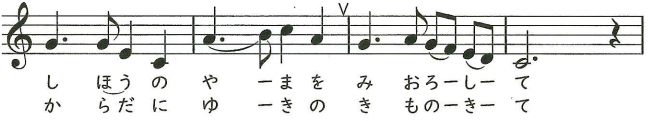 し ほう の や ーま を み おろーしー て
か らだ に ゆ ーき の き ものーきー て